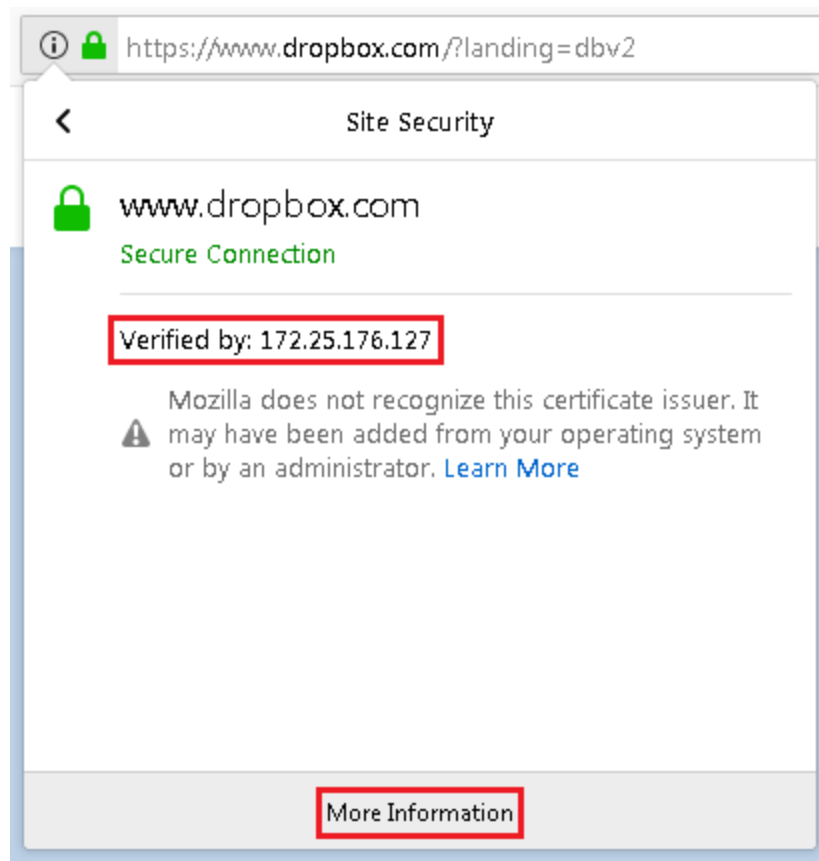 https://www.dropbox.com/?landing=dbv2
Site Security
www.dropbox.com
Secure Connection
Verified by: 172.25.176.127
Mozilla does not recognize this certificate issuer. It
may have been added from your operating system
or by an administrator. Learn More
More Information